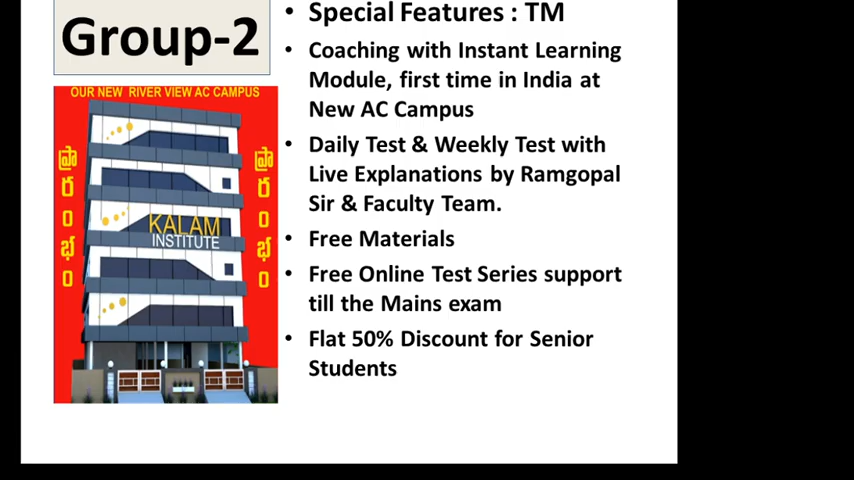 Group-2
• Special Features : TM
• Coaching with Instant Learning
Module, first time in India at
New AC Campus
• Daily Test & Weekly Test with
Live Explanations by Ramgopal
Sir & Faculty Team.
• Free Materials
• Free Online Test Series support
till the Mains exam
• Flat 50% Discount for Senior
Students
OUR NEW RIVER VIEW AC CAMPUS
ప్రారంభం
KALAM
INSTITUTE
ప్రారంభం